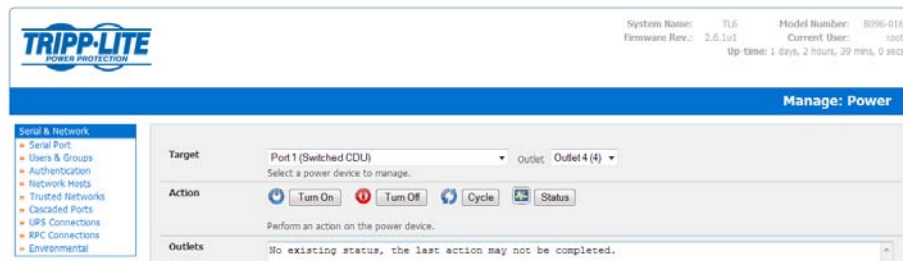 TRIPP·LITE
POWER PROTECTION
System Name: TL6 Model Number: B096-016
Firmware Rev.: 2.6.1u1 Current User: root
Up-time: 1 days, 2 hours, 39 mins, 0 secs
Manage: Power
Serial & Network
Serial Port
Users & Groups
Authentication
Network Hosts
Trusted Networks
Cascaded Ports
UPS Connections
RPC Connections
Environmental
Target
Port 1 (Switched CDU) Outlet Outlet 4 (4)
Select a power device to manage.
Action
Turn On Turn Off Cycle Status
Perform an action on the power device.
Outlets
No existing status, the last action may not be completed.